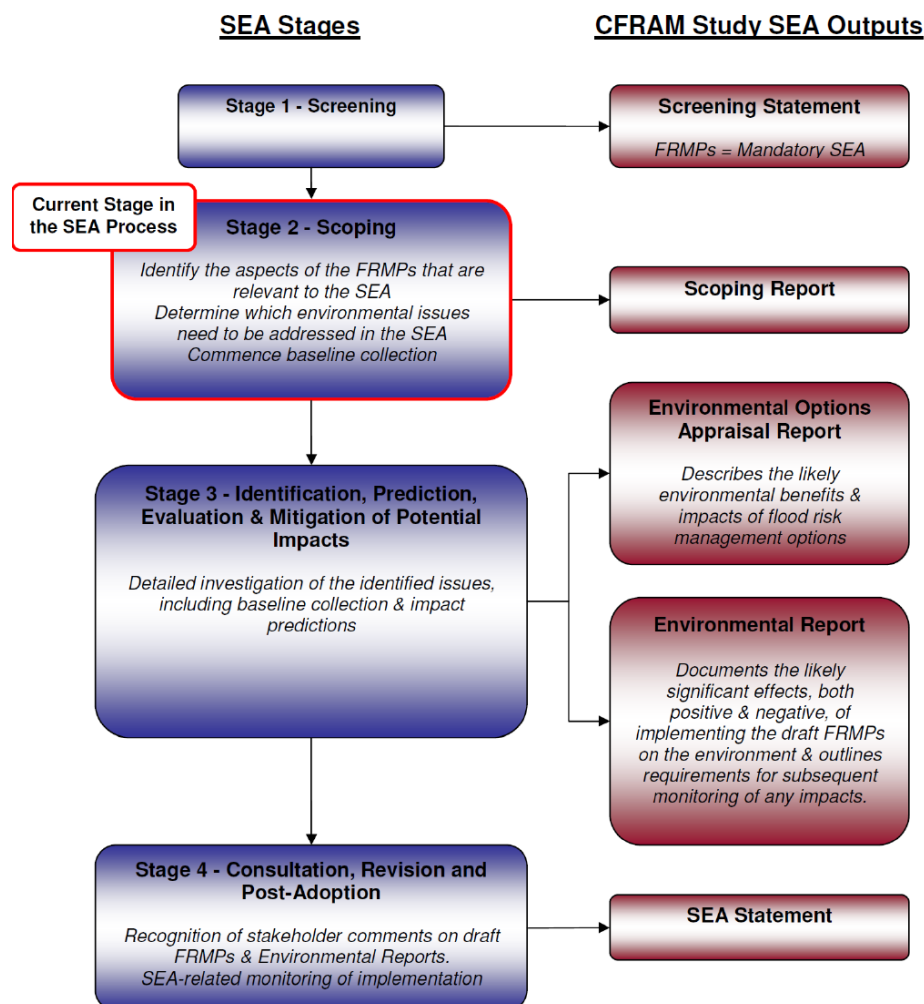 SEA Stages
CFRAM Study SEA Outputs
Stage 1 - Screening
Screening Statement
FRMPs = Mandatory SEA
Current Stage in
the SEA Process
Stage 2 - Scoping
Identify the aspects of the FRMPs that are
relevant to the SEA
Determine which environmental issues
need to be addressed in the SEA
Commence baseline collection
Scoping Report
Environmental Options
Appraisal Report
Describes the likely
environmental benefits &
impacts of flood risk
management options
Stage 3 - Identification, Prediction,
Evaluation & Mitigation of Potential
Impacts
Detailed investigation of the identified issues,
including baseline collection & impact
predictions
Environmental Report
Documents the likely
significant effects, both
positive & negative, of
implementing the draft FRMPs
on the environment & outlines
requirements for subsequent
monitoring of any impacts.
Stage 4 - Consultation, Revision and
Post-Adoption
Recognition of stakeholder comments on draft
FRMPs & Environmental Reports.
SEA-related monitoring of implementation
SEA Statement